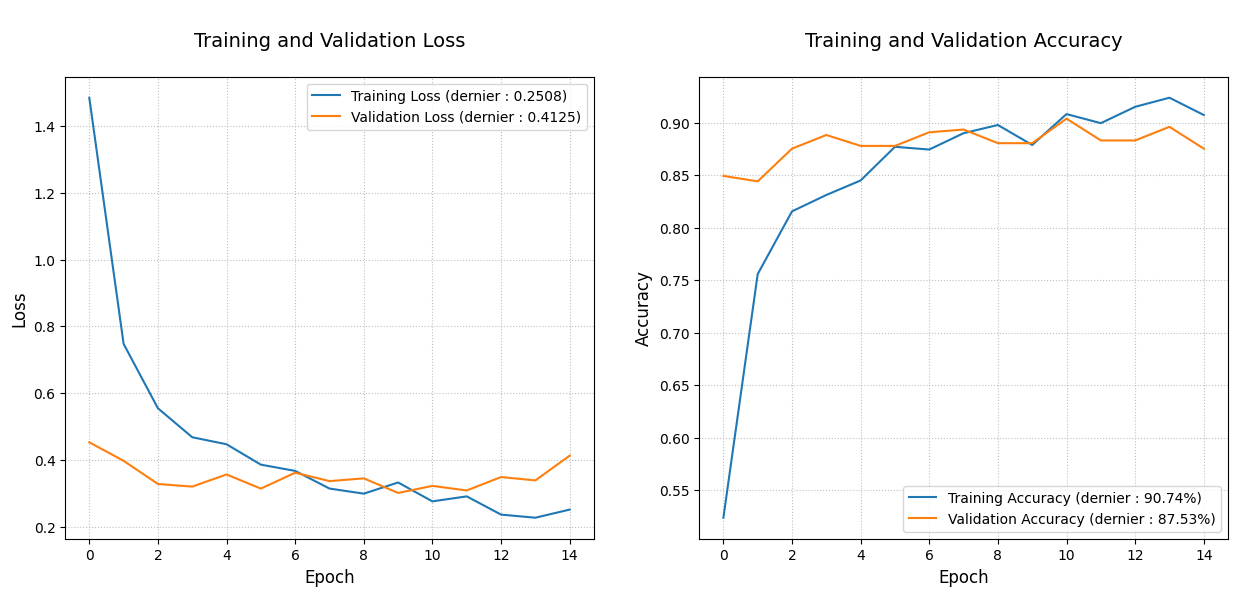 Training and Validation Loss
Training Loss (dernier : 0.2508)
Validation Loss (dernier : 0.4125)
1.4
1.2
1.0
0.8
0.6
0.4
0.2
Loss
0 2 4 6 8 10 12 14
Epoch
Training and Validation Accuracy
0.90
0.85
0.80
0.75
0.70
0.65
0.60
0.55
Accuracy
Training Accuracy (dernier : 90.74%)
Validation Accuracy (dernier : 87.53%)
0 2 4 6 8 10 12 14
Epoch